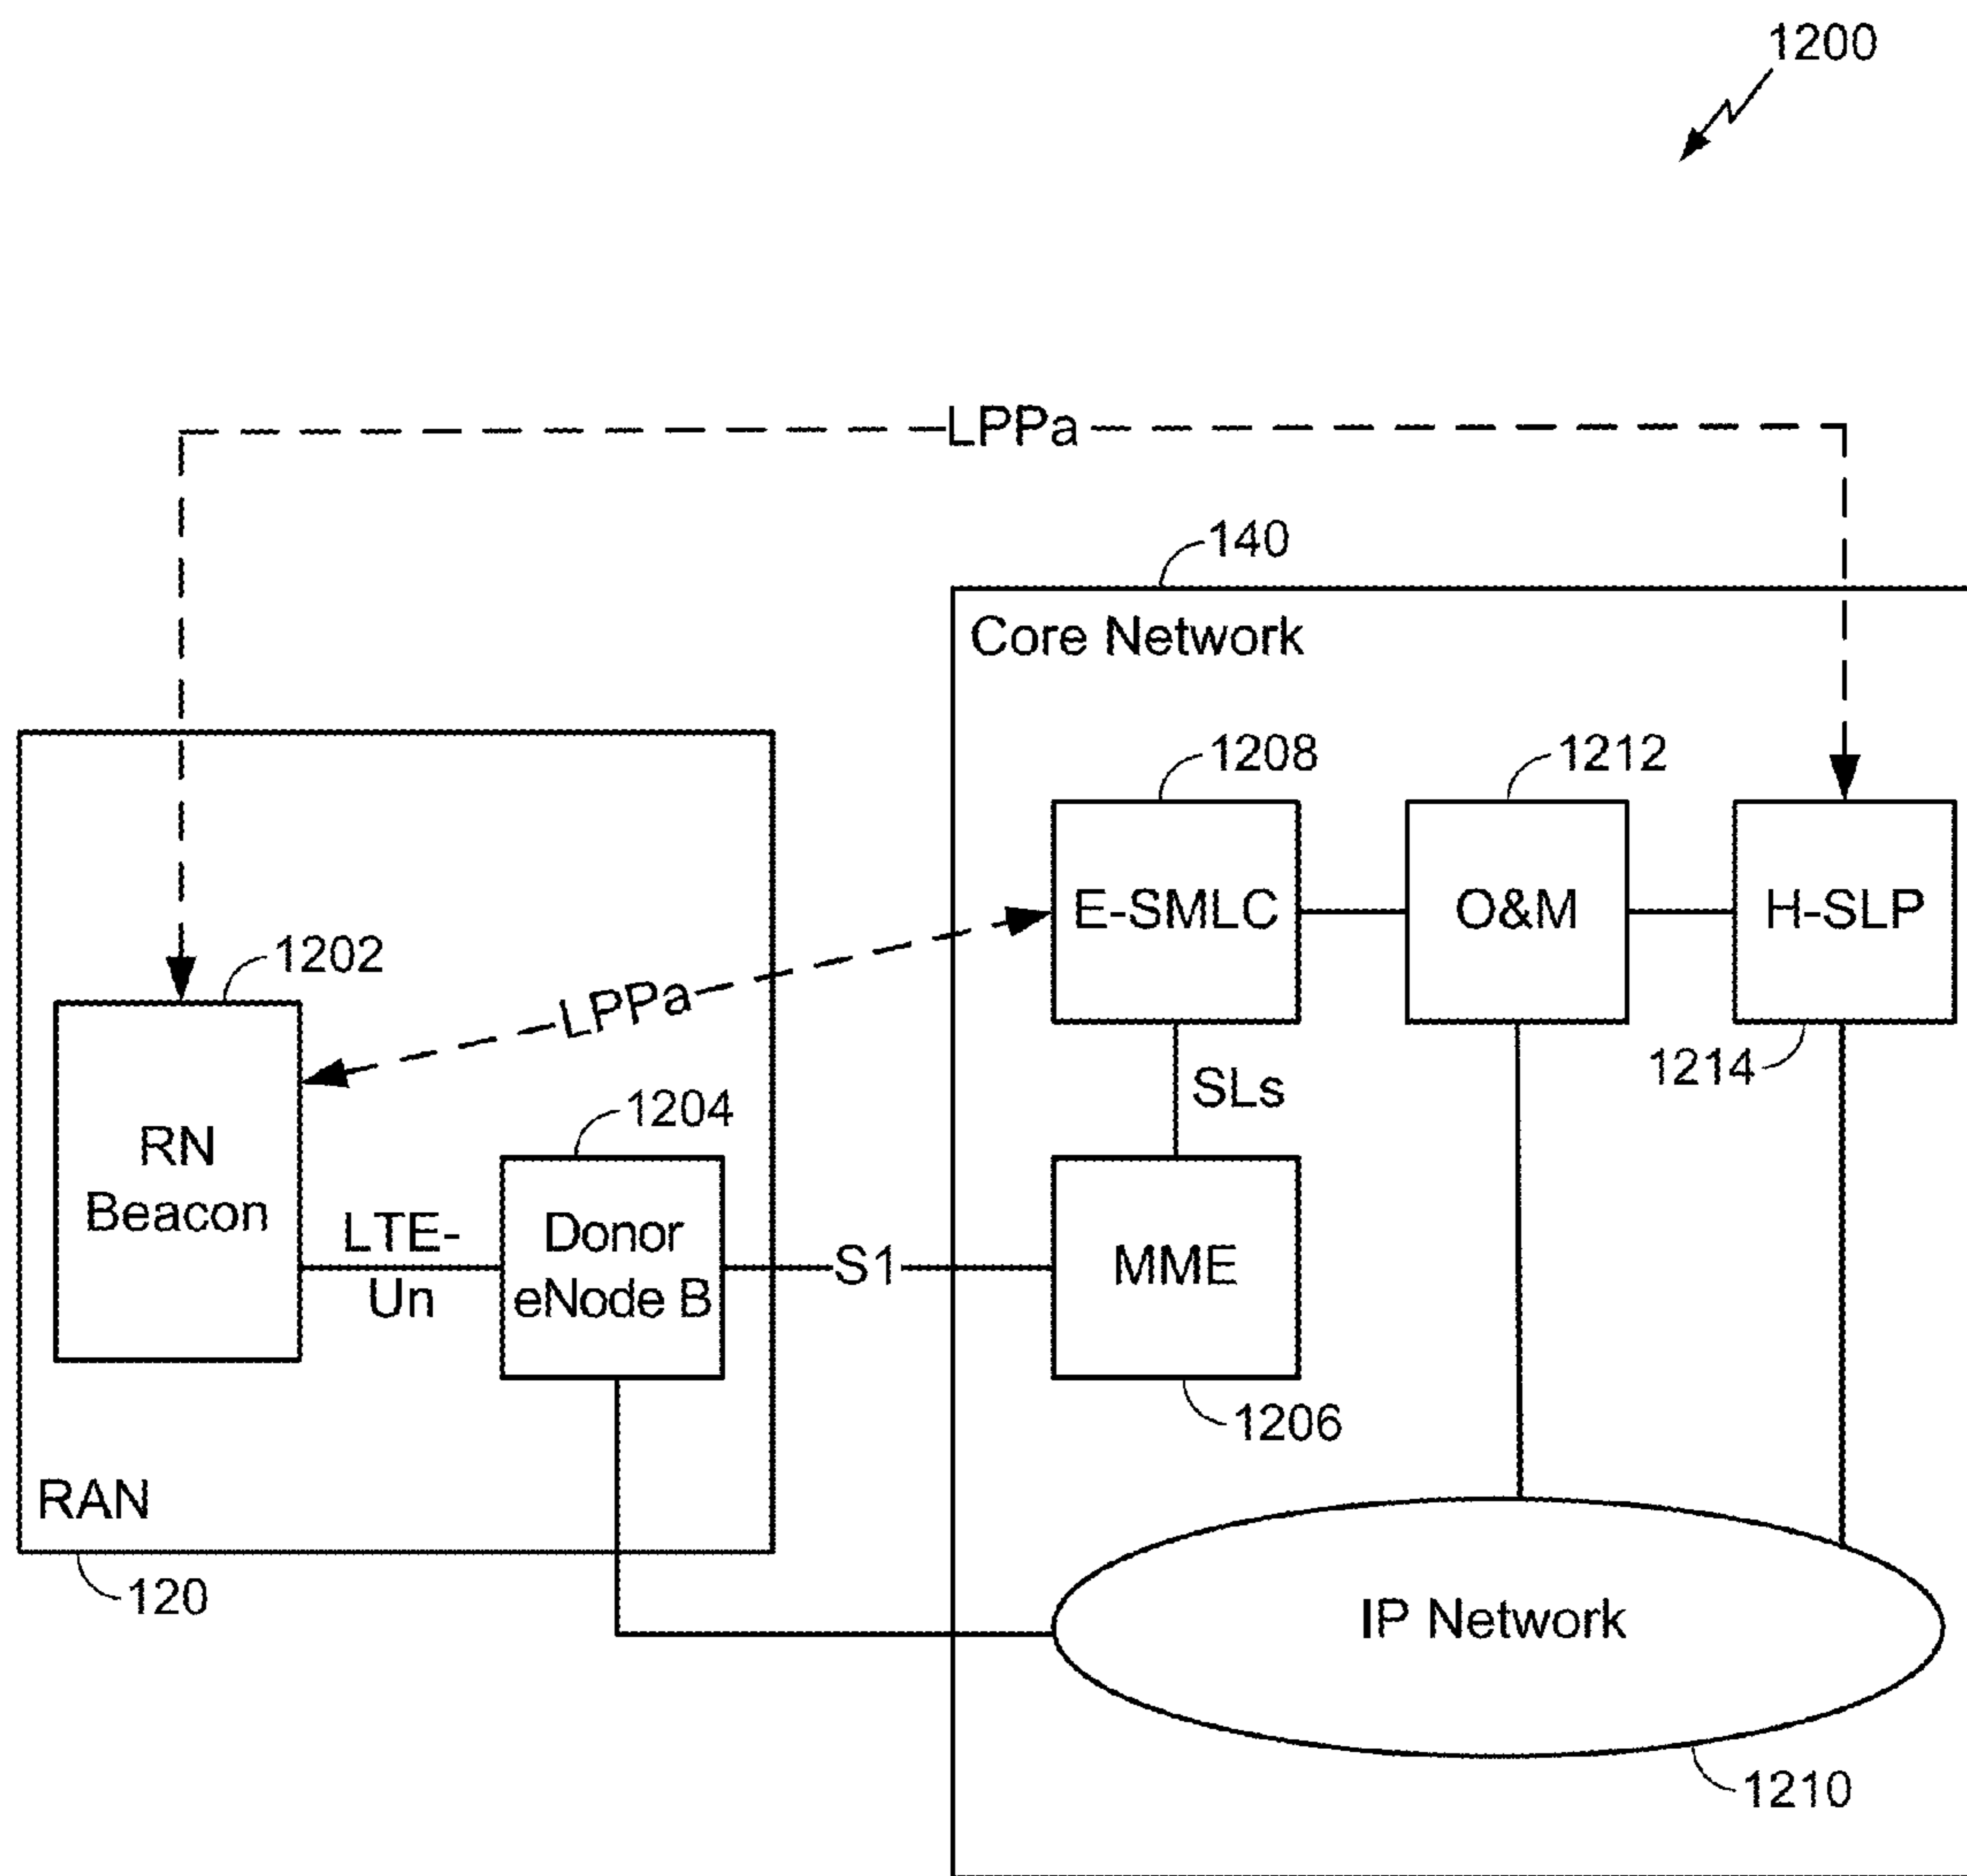 1200
LPPa
140
Core Network
1208
1212
E-SMLC
O&M
H-SLP
1202
LPPa
1214
SLs
1204
RN
Beacon
LTE-
Un
Donor
eNode B
S1
MME
1206
RAN
120
IP Network
1210